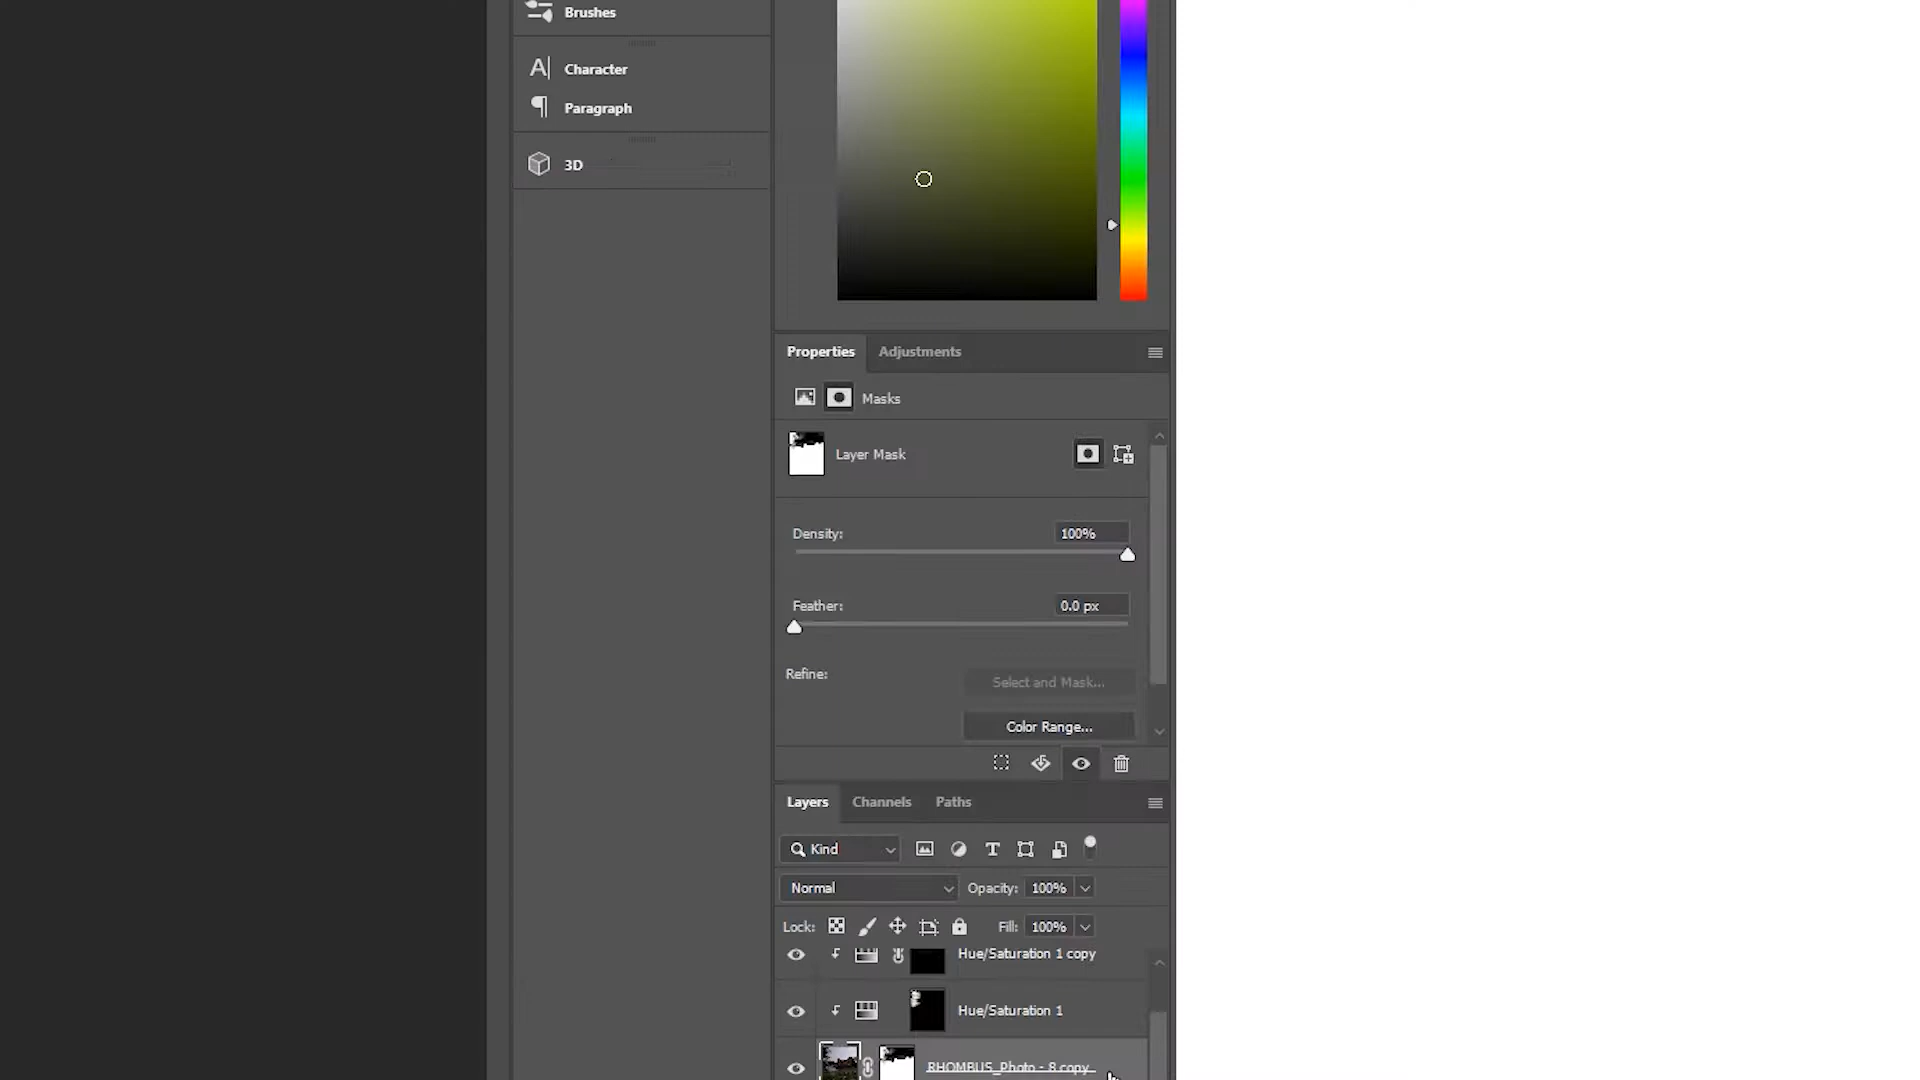 Brushes
Character
Paragraph
3D
Properties Adjustments
Masks
Layer Mask
Density: 100%
Feather: 0.0 px
Refine:
Select and Mask...
Color Range...
Layers Channels Paths
Kind
Normal Opacity: 100%
Lock: Fill: 100%
Hue/Saturation 1 copy
Hue/Saturation 1
RHOMBUS_Photo - 8 copy